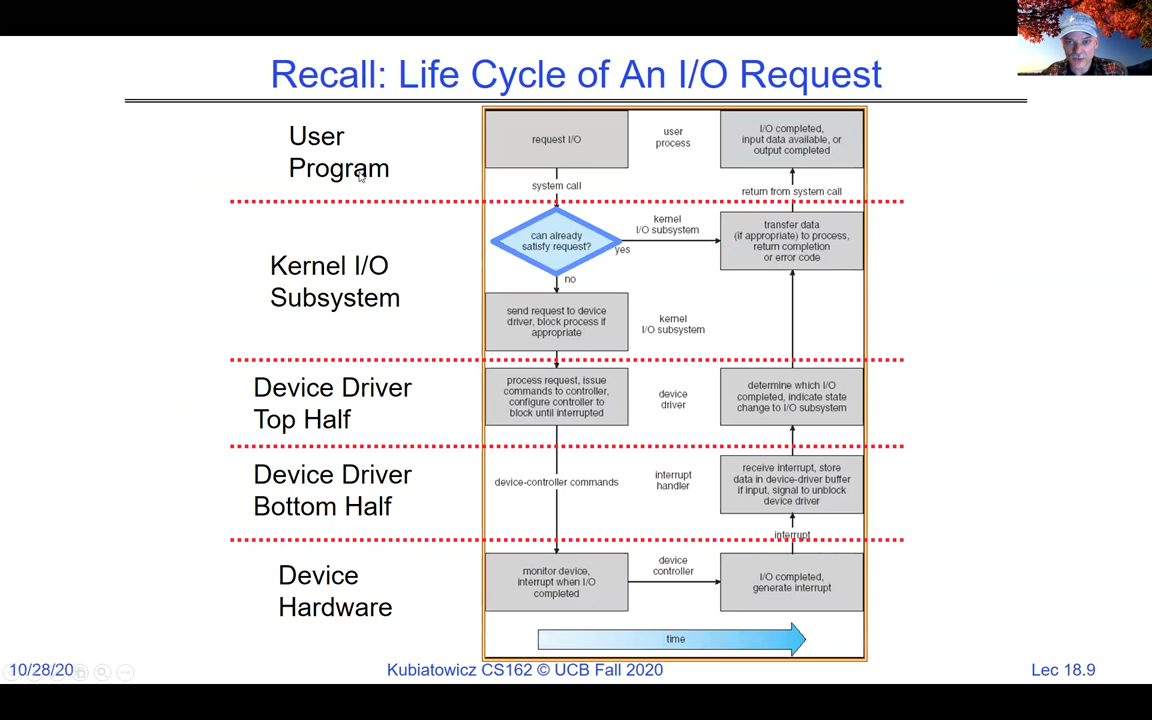 Recall: Life Cycle of An I/O Request
User
Program
request I/O
user
process
I/O completed,
input data available, or
output completed
system call
return from system call
Kernel I/O
Subsystem
can already
satisfy request?
kernel
I/O subsystem
yes
transfer data
(if appropriate) to process,
return completion
or error code
no
send request to device
driver, block process if
appropriate
kernel
I/O subsystem
Device Driver
Top Half
process request, issue
commands to controller,
configure controller to
block until interrupted
device
driver
determine which I/O
completed, indicate state
change to I/O subsystem
Device Driver
Bottom Half
device-controller commands
interrupt
handler
receive interrupt, store
data in device-driver buffer
if input, signal to unblock
device driver
interrupt
Device
Hardware
monitor device,
interrupt when I/O
completed
device
controller
I/O completed,
generate interrupt
time
10/28/20
Kubiatowicz CS162 © UCB Fall 2020
Lec 18.9